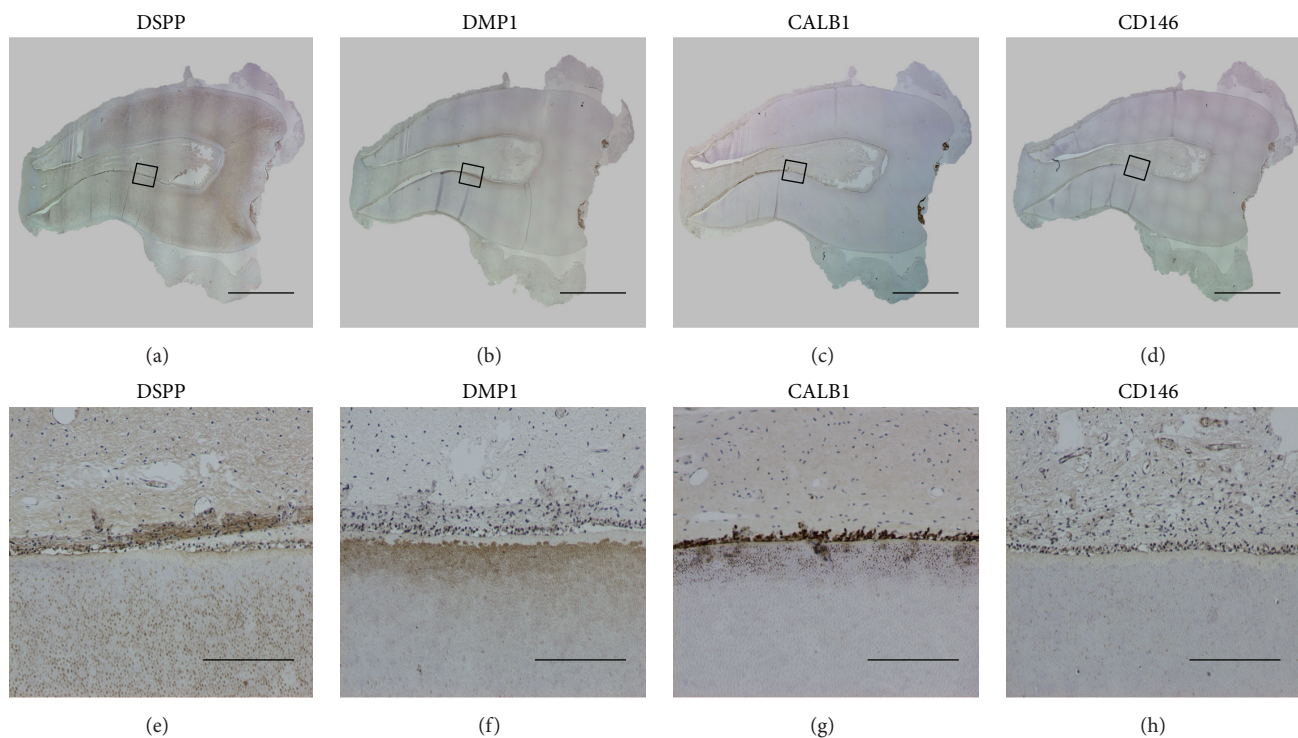 DSPP DMP1 CALB1 CD146
(a) (b) (c) (d)
DSPP DMP1 CALB1 CD146
(e) (f) (g) (h)